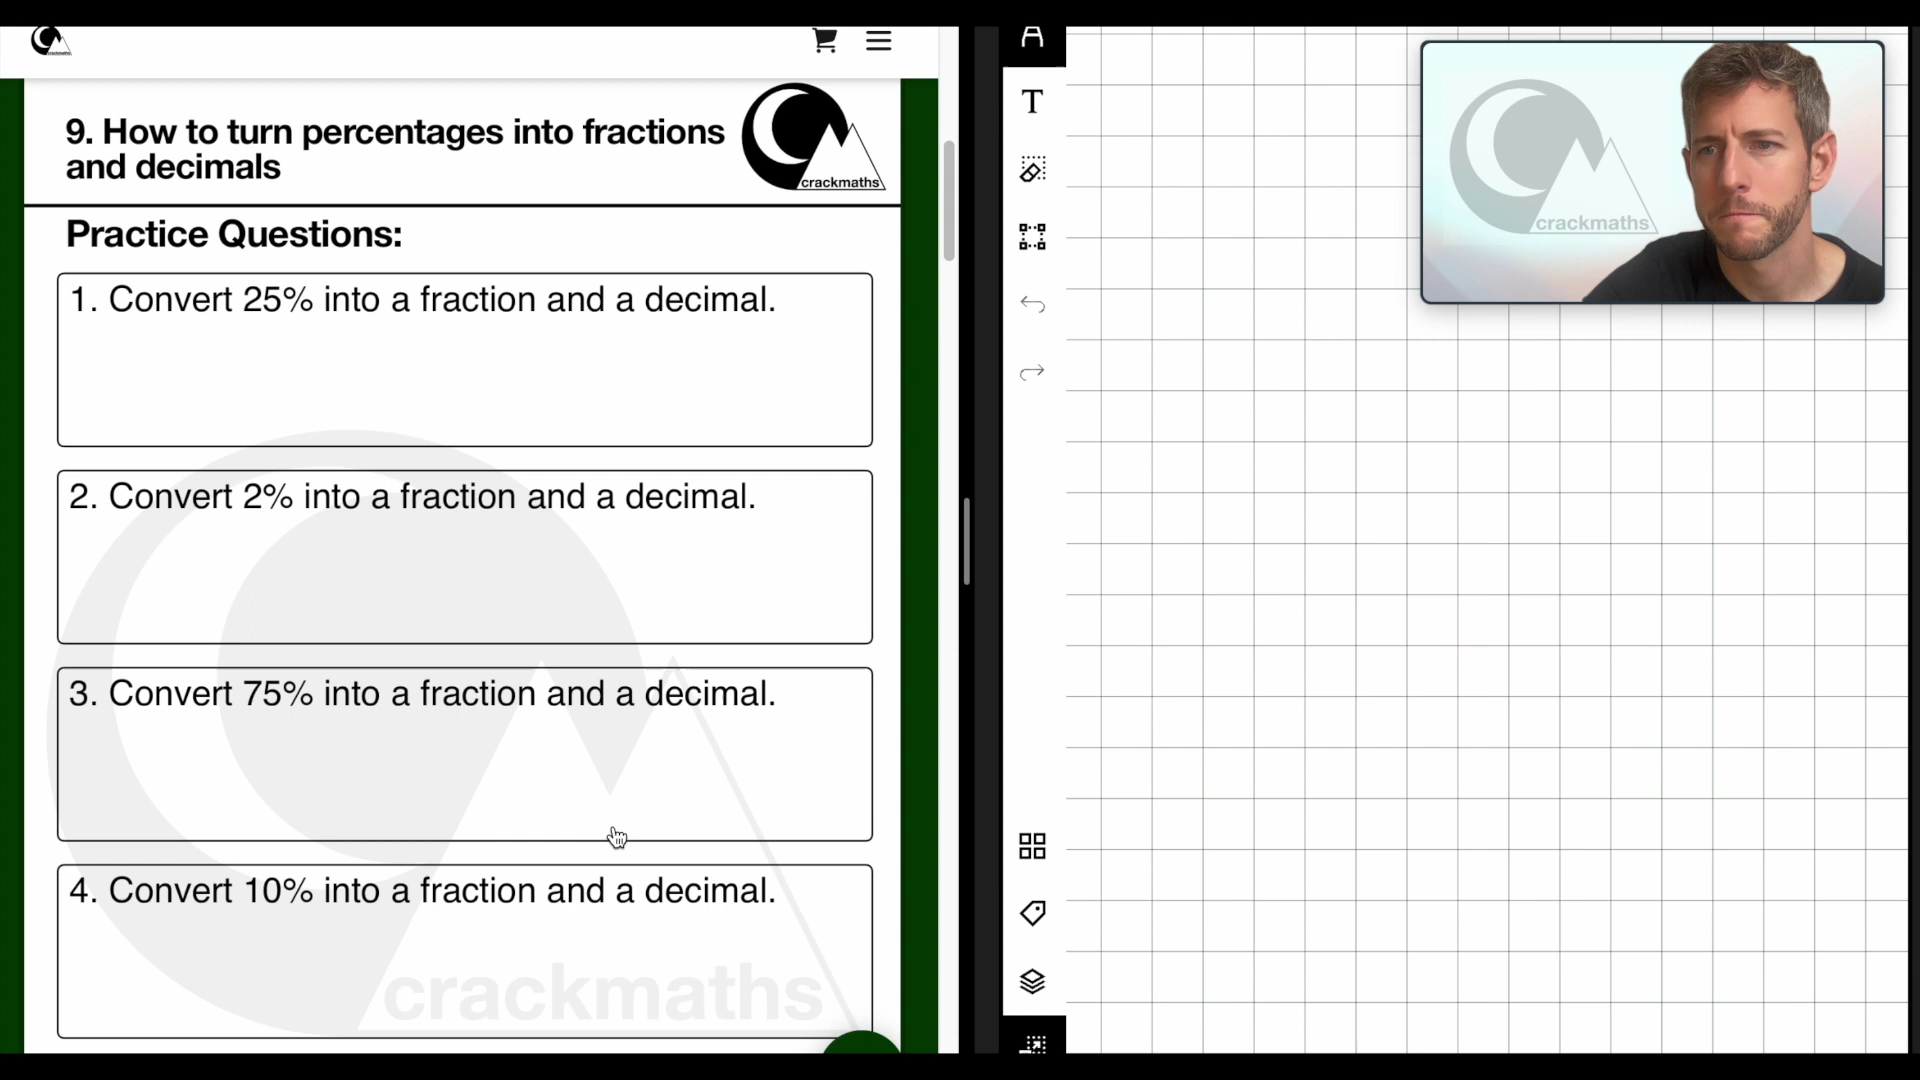 9. How to turn percentages into fractions
and decimals
crackmaths
Practice Questions:
1. Convert 25% into a fraction and a decimal.
2. Convert 2% into a fraction and a decimal.
3. Convert 75% into a fraction and a decimal.
4. Convert 10% into a fraction and a decimal.
crackmaths
T
crackmaths